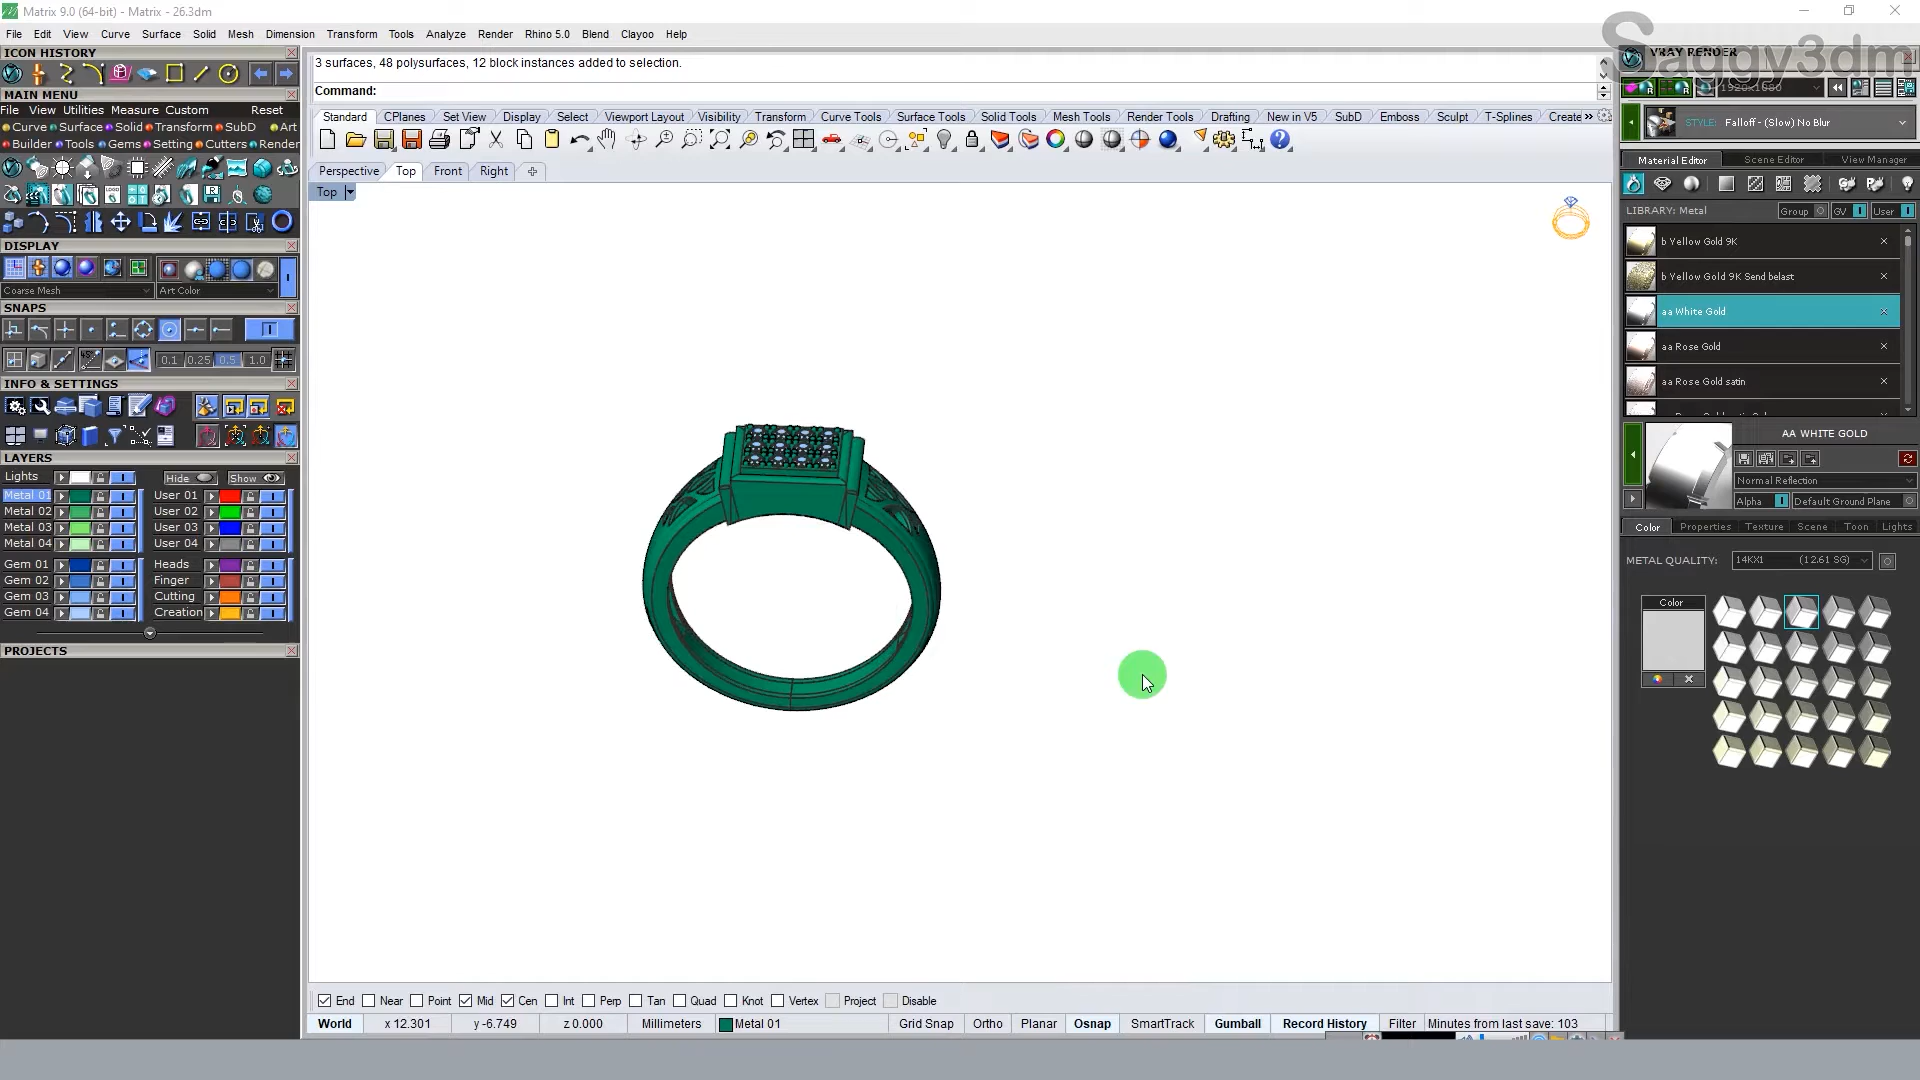 Matrix 9.0 (64-bit) - Matrix - 26.3dm
File Edit View Curve Surface Solid Mesh Dimension Transform Tools Analyze Render Rhino 5.0 Blend Clayoo Help
Saggy3dm
ICON HISTORY
3 surfaces, 48 polysurfaces, 12 block instances added to selection.
VRAY RENDER
Command:
1920x1080
MAIN MENU
File View Utilities Measure Custom Reset
Curve Surface Solid Transform SubD Art
Builder Tools Gems Setting Cutters Render
Standard CPlanes Set View Display Select Viewport Layout Visibility Transform Curve Tools Surface Tools Solid Tools Mesh Tools Render Tools Drafting New in V5 SubD Emboss Sculpt T-Splines Create »
STYLE: Falloff - (Slow) No Blur
Perspective Top Front Right
Top
Material Editor Scene Editor View Manager
LIBRARY: Metal Group GV User
b Yellow Gold 9K
b Yellow Gold 9K Send belast
aa White Gold
aa Rose Gold
aa Rose Gold satin
DISPLAY
Coarse Mesh Art Color
SNAPS
0.1 0.25 0.5 1.0
INFO & SETTINGS
LAYERS
Lights Hide Show
Metal 01 User 01
Metal 02 User 02
Metal 03 User 03
Metal 04 User 04
Gem 01 Heads
Gem 02 Finger
Gem 03 Cutting
Gem 04 Creation
PROJECTS
AA WHITE GOLD
Normal Reflection
Alpha Default Ground Plane
Color Properties Texture Scene Toon Lights
METAL QUALITY: 14KX1 (12.61 SG)
Color
End Near Point Mid Cen Int Perp Tan Quad Knot Vertex Project Disable
World x 12.301 y -6.749 z 0.000 Millimeters Metal 01 Grid Snap Ortho Planar Osnap SmartTrack Gumball Record History Filter Minutes from last save: 103